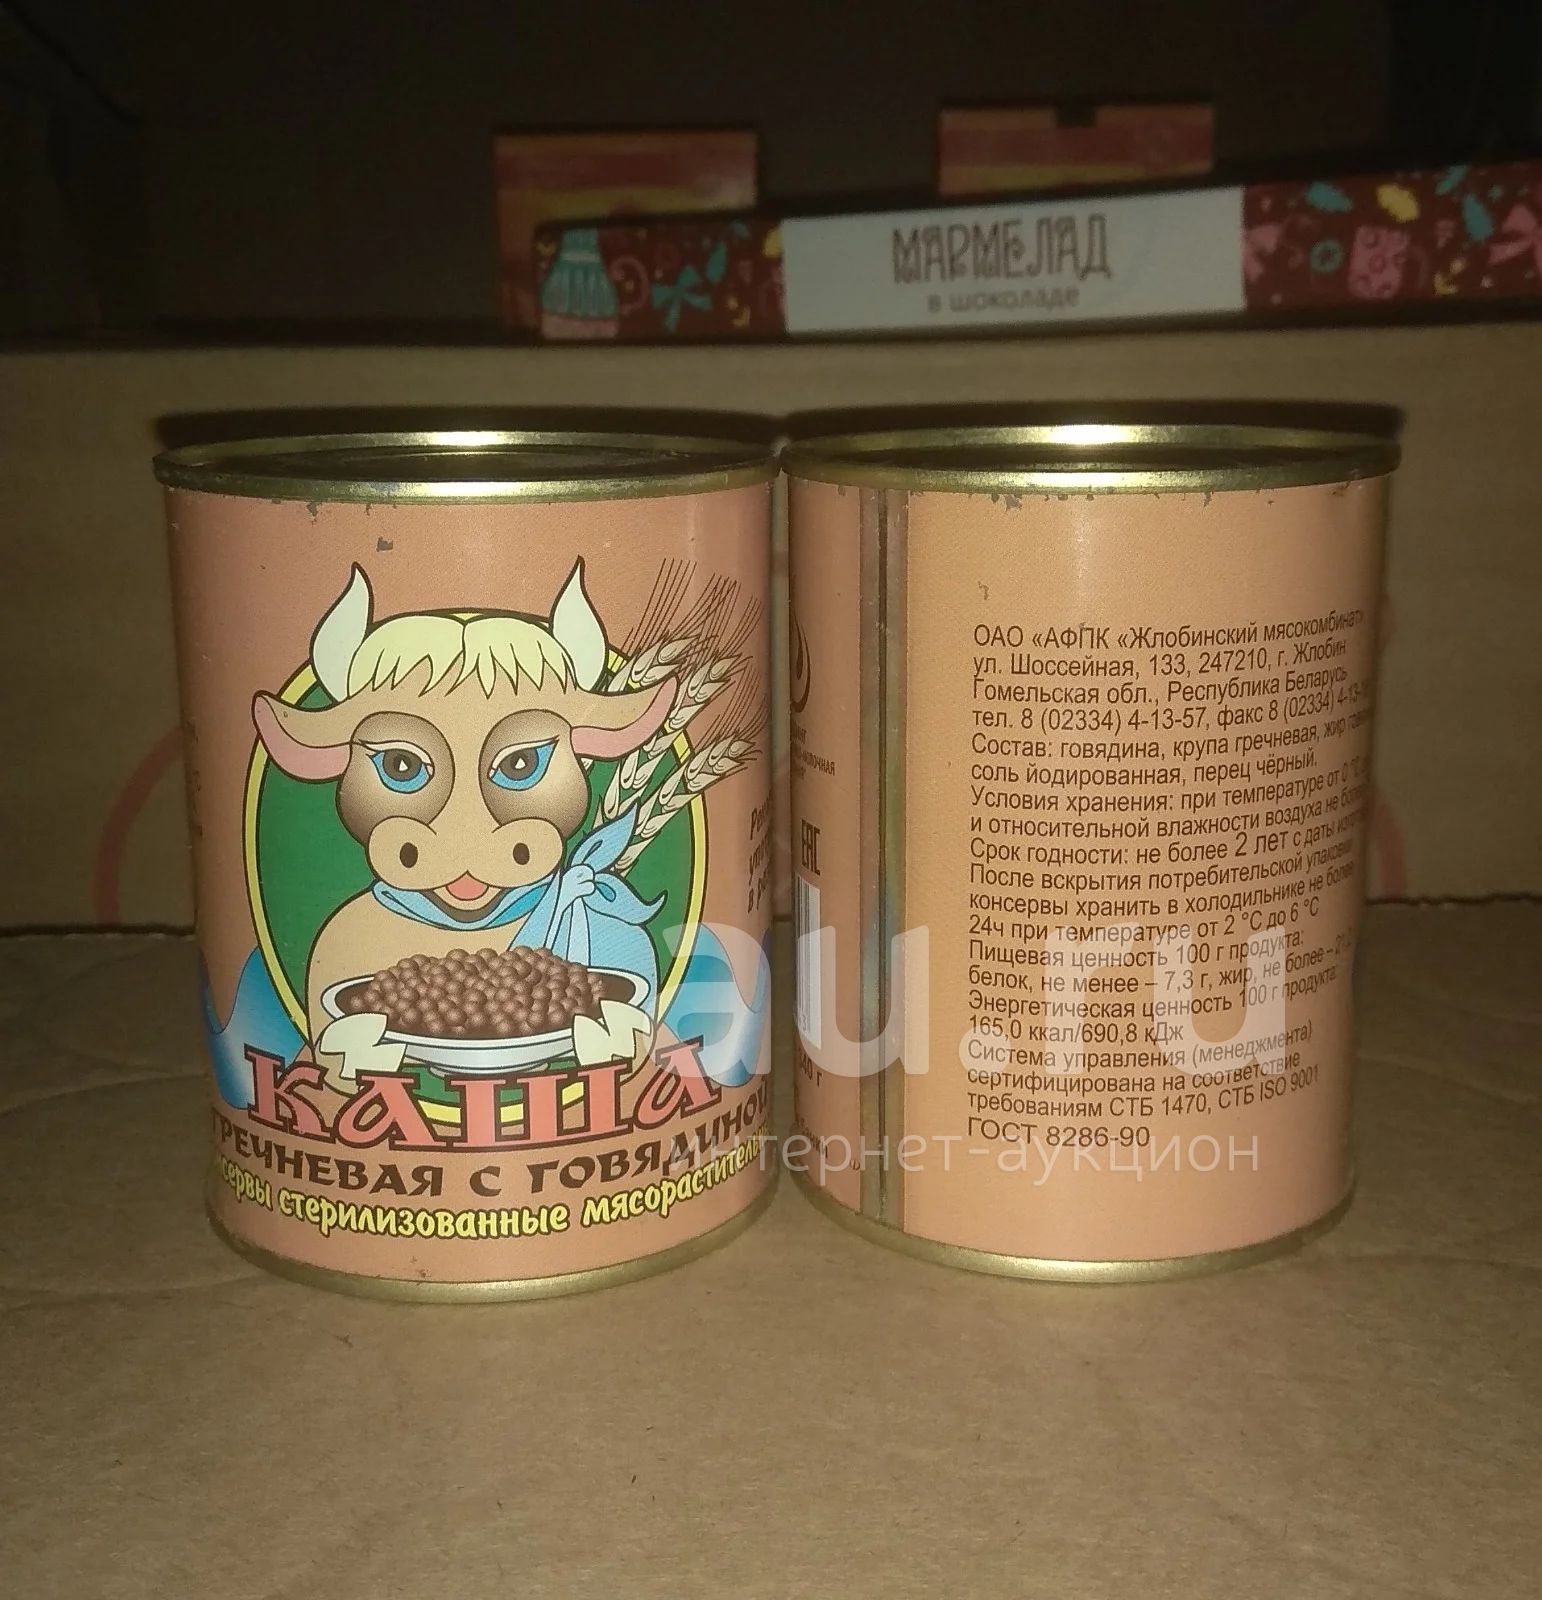 МАРМЕЛАД
в шоколаде
КАША
ГРЕЧНЕВАЯ С ГОВЯДИНОЙ
стерилизованные
EAC
340 г
ОАО «АФПК «Жлобинский мясокомбинат»
ул. Шоссейная, 133, 247210, г. Жлобин
Гомельская обл., Республика Беларусь
тел. 8 (02334) 4-13-57, факс 8 (02334)
Состав: говядина, крупа гречневая, жир
соль йодированная, перец чёрный.
Условия хранения: при температуре от 0 °C
и относительной влажности воздуха не более
Срок годности: не более 2 лет с даты
После вскрытия потребительской упаковки
консервы хранить в холодильнике не более
24ч при температуре от 2 °C до 6 °C
Пищевая ценность 100 г продукта:
белок, не менее – 7,3 г, жир, не более –
Энергетическая ценность 100 г продукта:
165,0 ккал/690,8 кДж
Система управления (менеджмента)
сертифицирована на соответствие
требованиям СТБ 1470, СТБ ISO 9001
ГОСТ 8286-90
au.ru
интернет-аукцион